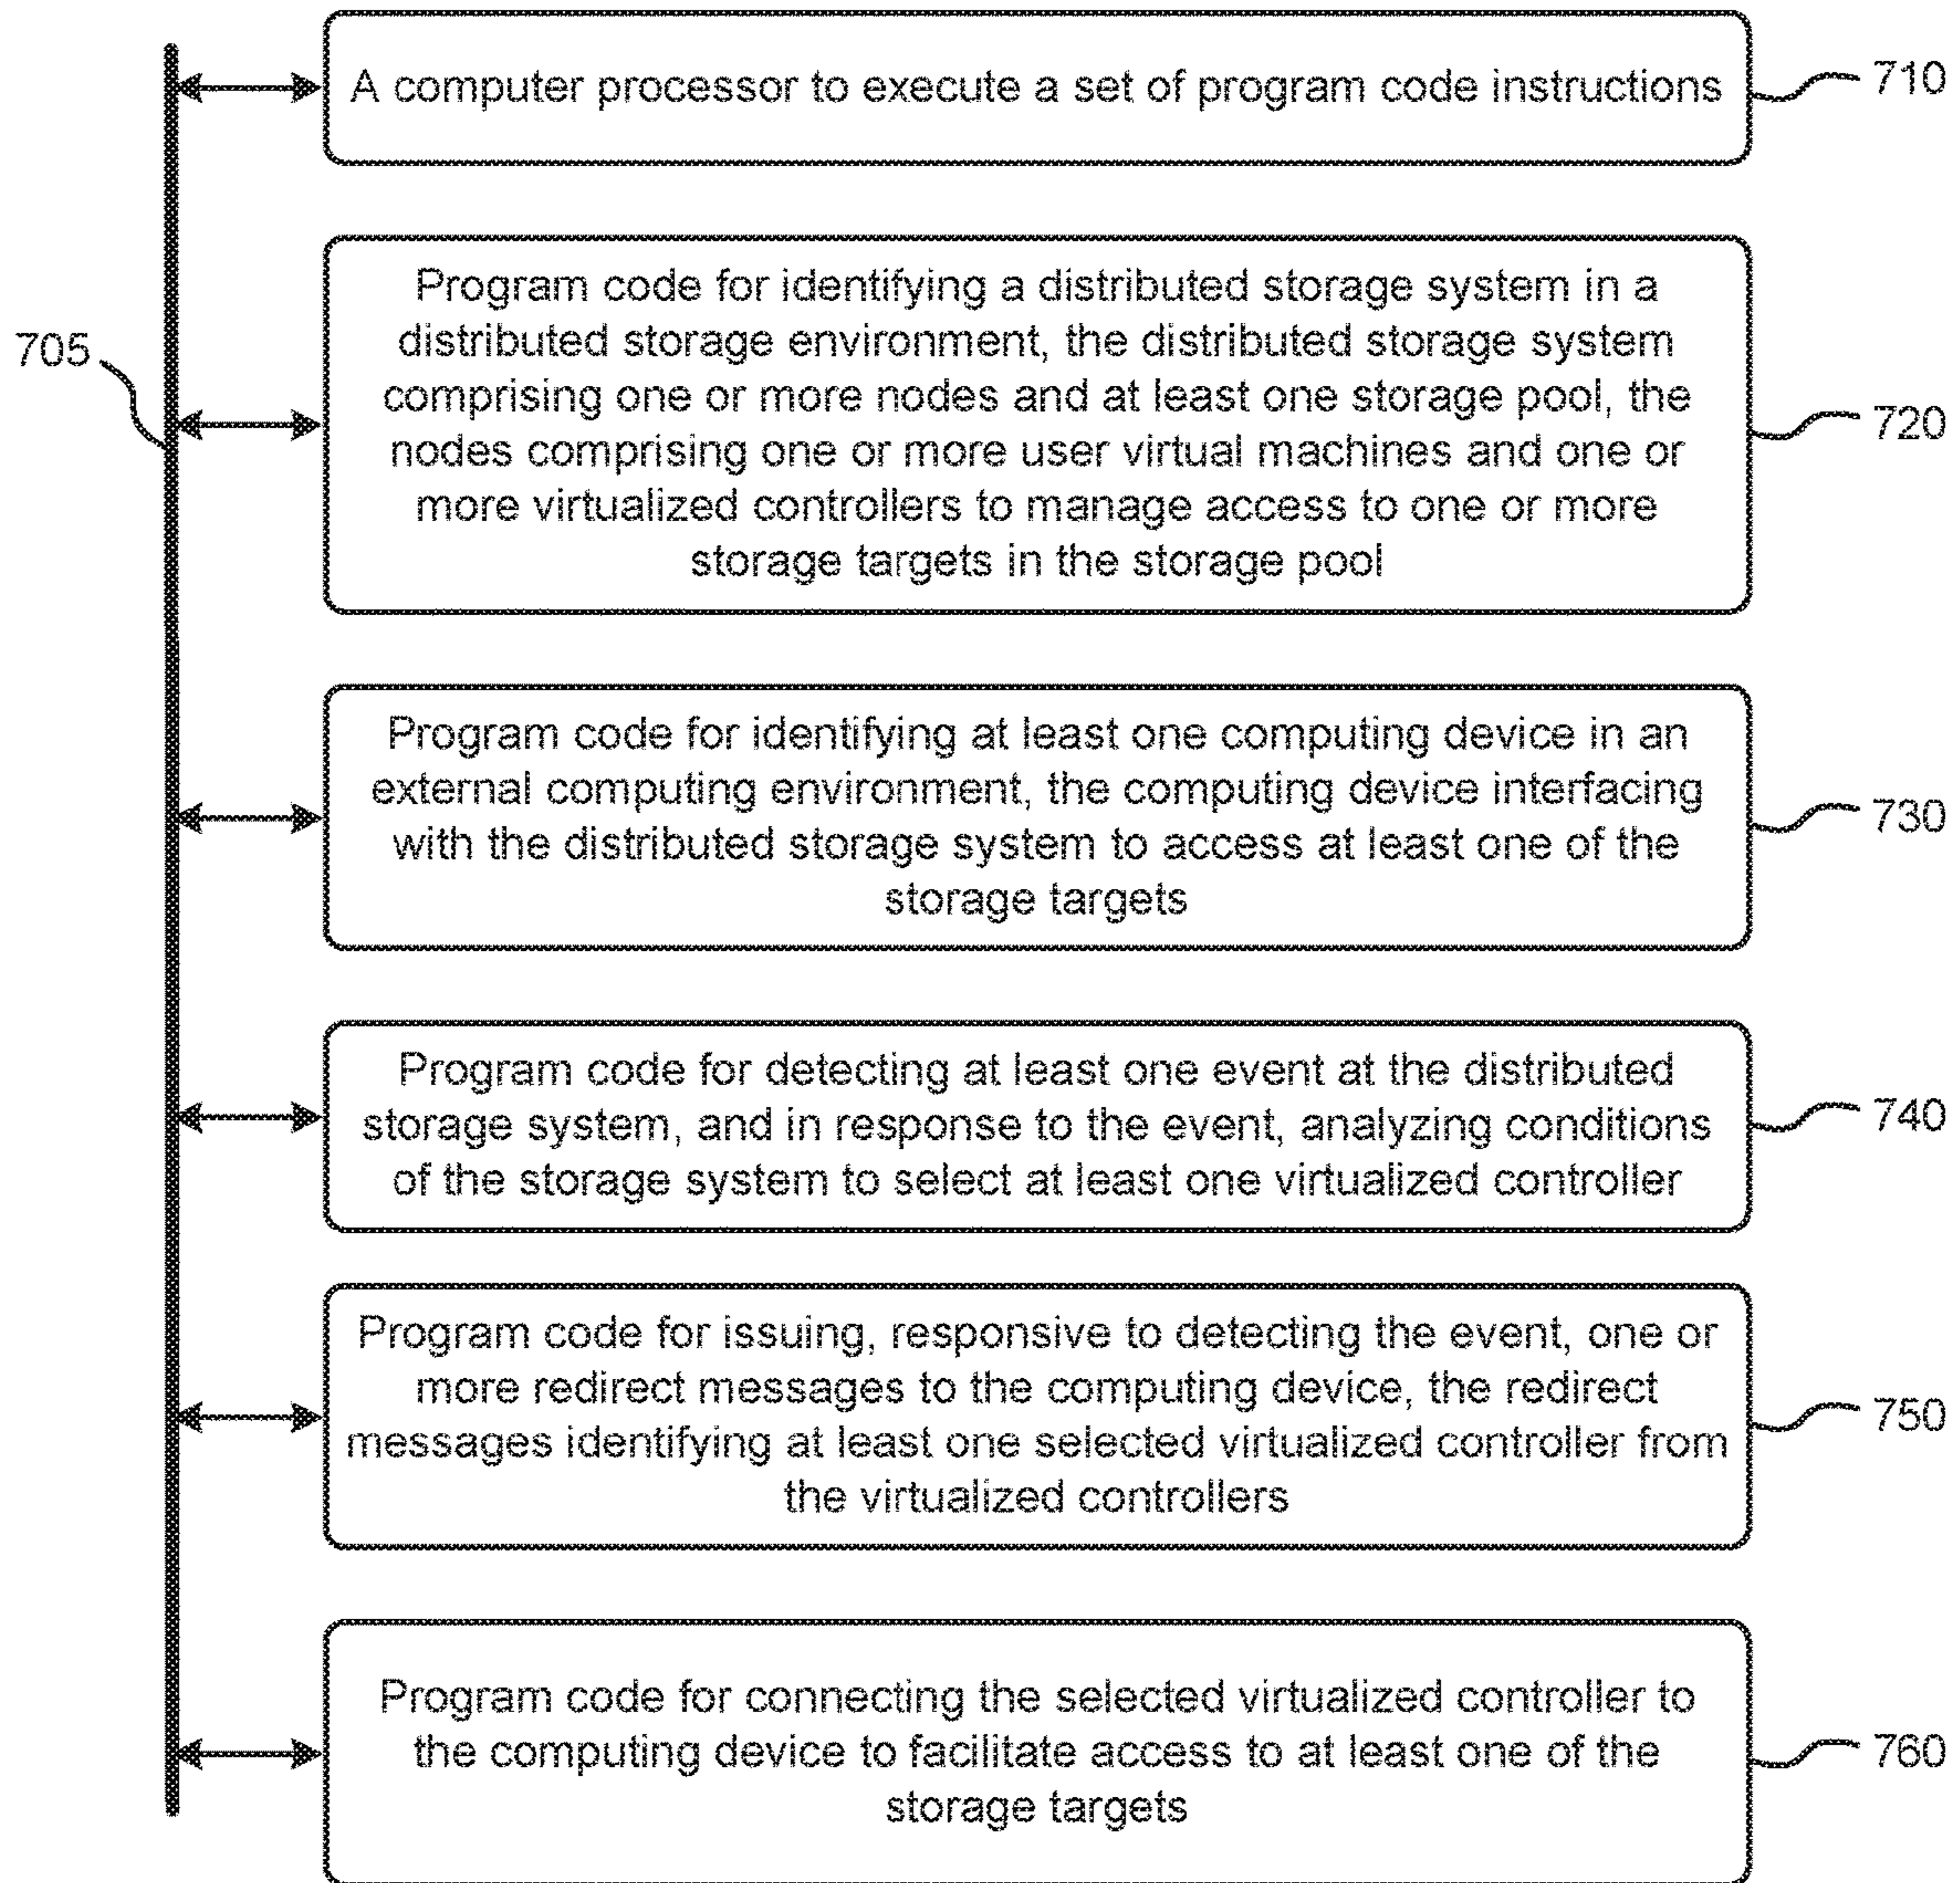 A computer processor to execute a set of program code instructions
710
705
Program code for identifying a distributed storage system in a
distributed storage environment, the distributed storage system
comprising one or more nodes and at least one storage pool, the
nodes comprising one or more user virtual machines and one or
more virtualized controllers to manage access to one or more
storage targets in the storage pool
720
Program code for identifying at least one computing device in an
external computing environment, the computing device interfacing
with the distributed storage system to access at least one of the
storage targets
730
Program code for detecting at least one event at the distributed
storage system, and in response to the event, analyzing conditions
of the storage system to select at least one virtualized controller
740
Program code for issuing, responsive to detecting the event, one or
more redirect messages to the computing device, the redirect
messages identifying at least one selected virtualized controller from
the virtualized controllers
750
Program code for connecting the selected virtualized controller to
the computing device to facilitate access to at least one of the
storage targets
760